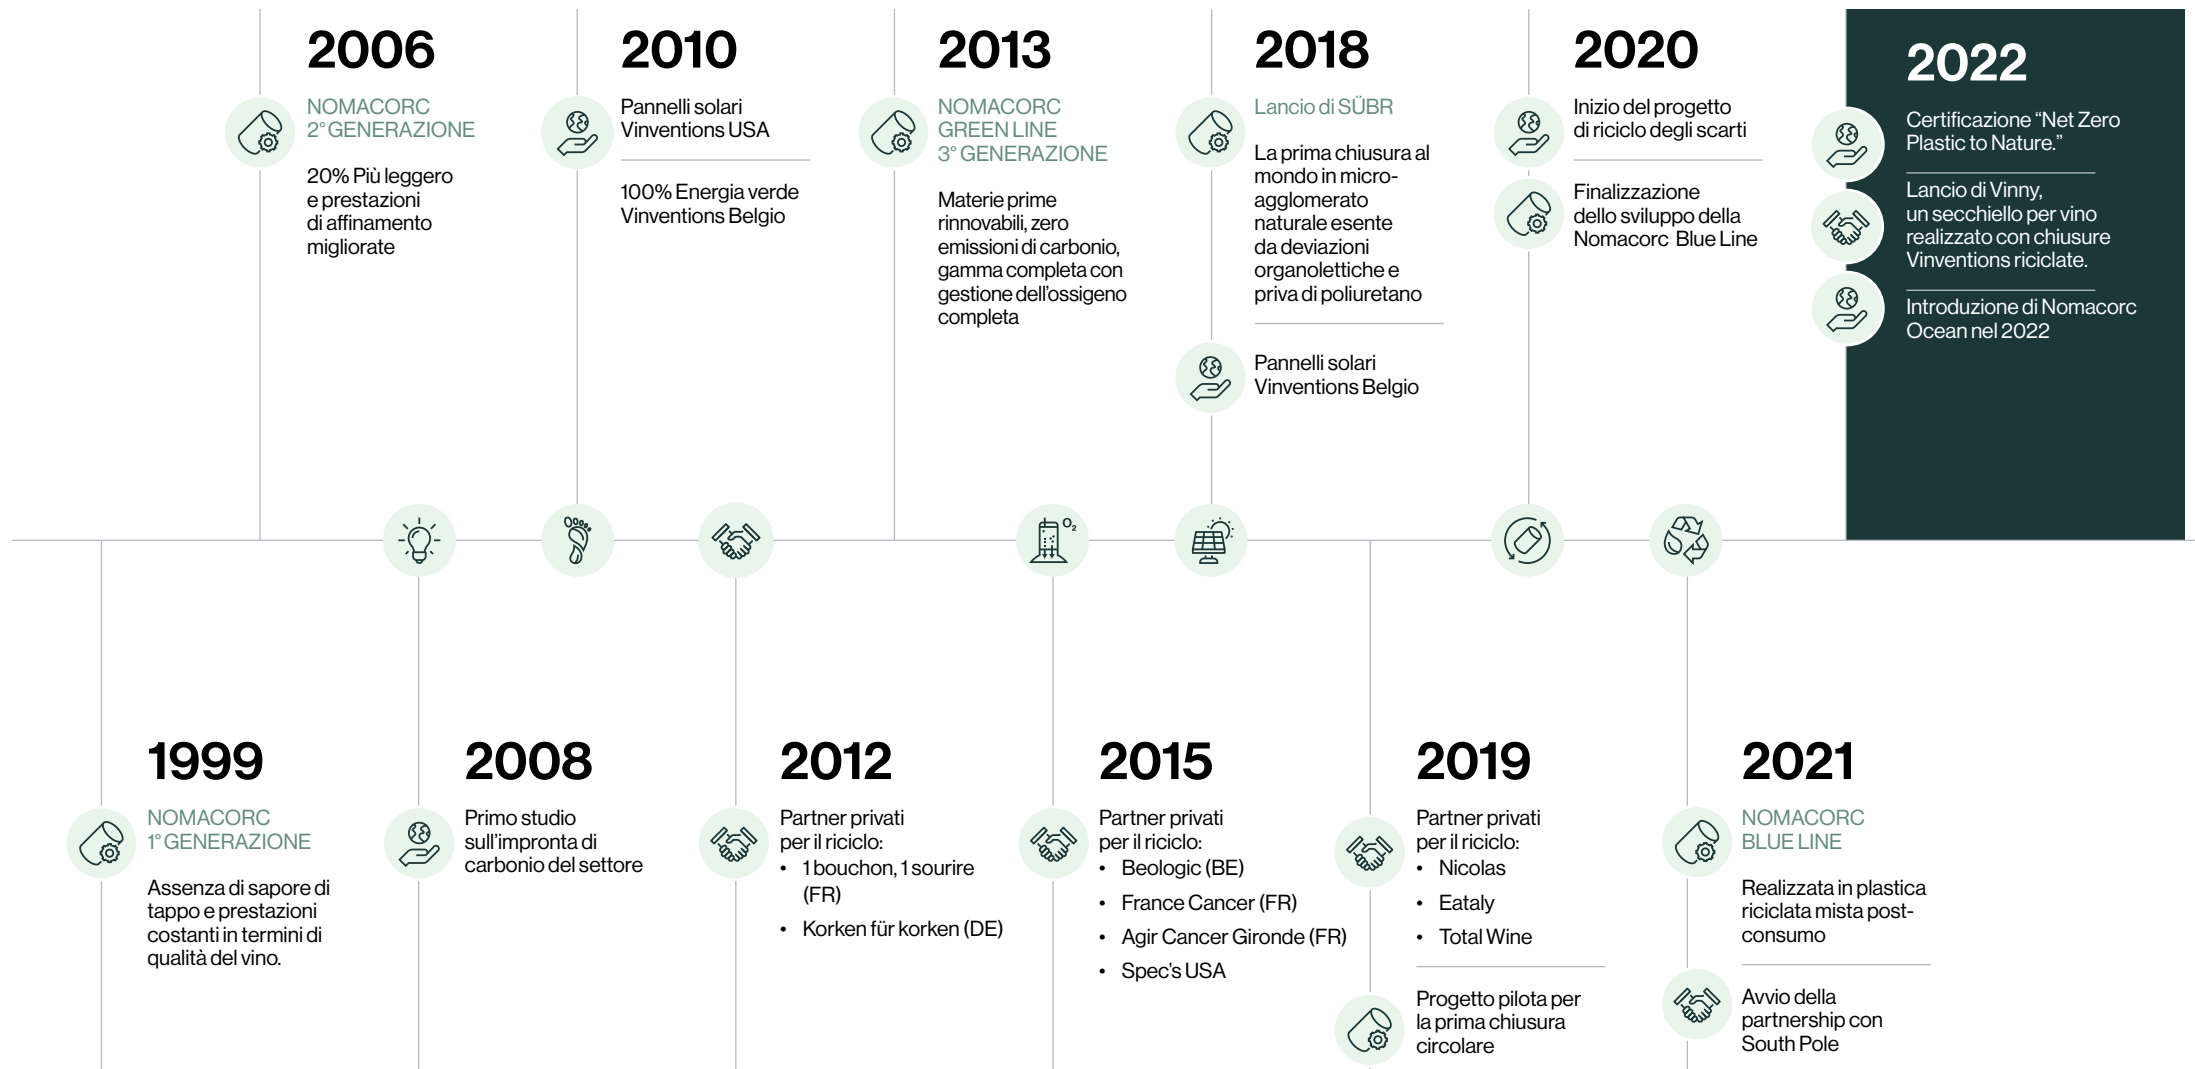 2006
NOMACORC
2° GENERAZIONE
20% Più leggero
e prestazioni
di affinamento
migliorate
2010
Pannelli solari
Vinventions USA
100% Energia verde
Vinventions Belgio
2013
NOMACORC
GREEN LINE
3° GENERAZIONE
Materie prime
rinnovabili, zero
emissioni di carbonio,
gamma completa con
gestione dell'ossigeno
completa
2018
Lancio di SÜBR
La prima chiusura al
mondo in micro-
agglomerato
naturale esente
da deviazioni
organolettiche e
priva di poliuretano
Pannelli solari
Vinventions Belgio
2020
Inizio del progetto
di riciclo degli scarti
Finalizzazione
dello sviluppo della
Nomacorc Blue Line
2022
Certificazione “Net Zero
Plastic to Nature.”
Lancio di Vinny,
un secchiello per vino
realizzato con chiusure
Vinventions riciclate.
Introduzione di Nomacorc
Ocean nel 2022
O₂
1999
NOMACORC
1° GENERAZIONE
Assenza di sapore di
tappo e prestazioni
costanti in termini di
qualità del vino.
2008
Primo studio
sull'impronta di
carbonio del settore
2012
Partner privati
per il riciclo:
• 1 bouchon, 1 sourire
(FR)
• Korken für korken (DE)
2015
Partner privati
per il riciclo:
• Beologic (BE)
• France Cancer (FR)
• Agir Cancer Gironde (FR)
• Spec's USA
2019
Partner privati
per il riciclo:
• Nicolas
• Eataly
• Total Wine
Progetto pilota per
la prima chiusura
circolare
2021
NOMACORC
BLUE LINE
Realizzata in plastica
riciclata mista post-
consumo
Avvio della
partnership con
South Pole